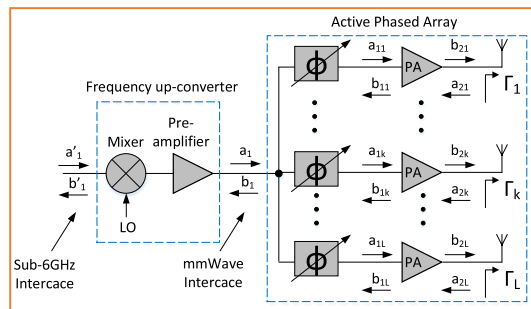 Active Phased Array
Frequency up-converter
Mixer
Pre-
amplifier
LO
a'1
b'1
a1
b1
Sub-6GHz
Intercace
mmWave
Intercace
ϕ
a11
b11
PA
b21
a21
Γ1
ϕ
a1k
b1k
PA
b2k
a2k
Γk
ϕ
a1L
b1L
PA
b2L
a2L
ΓL